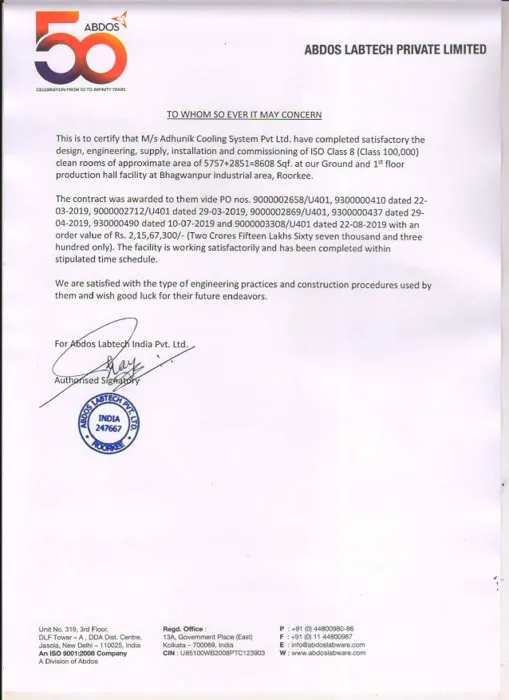 50
ABDOS
CELEBRATION FROM 50 TO INFINITY YEARS
ABDOS LABTECH PRIVATE LIMITED
TO WHOM SO EVER IT MAY CONCERN
This is to certify that M/s Adhunik Cooling System Pvt Ltd. have completed satisfactory the
design, engineering, supply, installation and commissioning of ISO Class 8 (Class 100,000)
clean rooms of approximate area of 5757+2851=8608 Sqf. at our Ground and 1st floor
production hall facility at Bhagwanpur industrial area, Roorkee.
The contract was awarded to them vide PO nos. 9000002658/U401, 9300000410 dated 22-
03-2019, 9000002712/U401 dated 29-03-2019, 9000002869/U401, 9300000437 dated 29-
04-2019, 930000490 dated 10-07-2019 and 9000003308/U401 dated 22-08-2019 with an
order value of Rs. 2,15,67,300/- (Two Crores Fifteen Lakhs Sixty seven thousand and three
hundred only). The facility is working satisfactorily and has been completed within
stipulated time schedule.
We are satisfied with the type of engineering practices and construction procedures used by
them and wish good luck for their future endeavors.
For Abdos Labtech India Pvt. Ltd.
Authorised Signatory
ABDOS LABTECH PVT. LTD.
INDIA
247667
ROORKEE
Unit No. 319, 3rd Floor,
DLF Tower - A, DDA Dist. Centre,
Jasola, New Delhi - 110025, India
An ISO 9001:2008 Company
A Division of Abdos
Regd. Office :
13A, Government Place (East)
Kolkata - 700069, India
CIN : U85100WB2008PTC123903
P : +91 (0) 44800980-86
F : +91 (0) 11 44800987
E : info@abdoslabware.com
W : www.abdoslabware.com